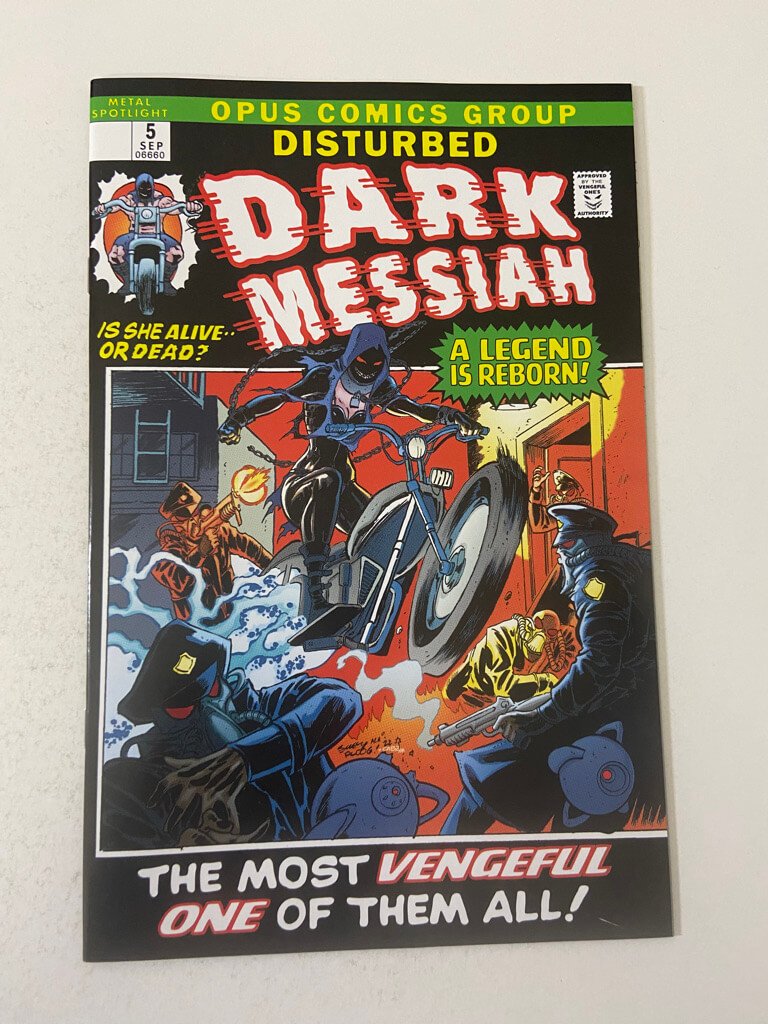 METAL
SPOTLIGHT
OPUS COMICS GROUP
5
SEP
06660
DISTURBED
DARK
MESSIAH
APPROVED
BY THE
VENGEFUL
ONE'S
AUTHORITY
IS SHE ALIVE..
OR DEAD?
A LEGEND
IS REBORN!
PLOOG
THE MOST VENGEFUL
ONE OF THEM ALL!